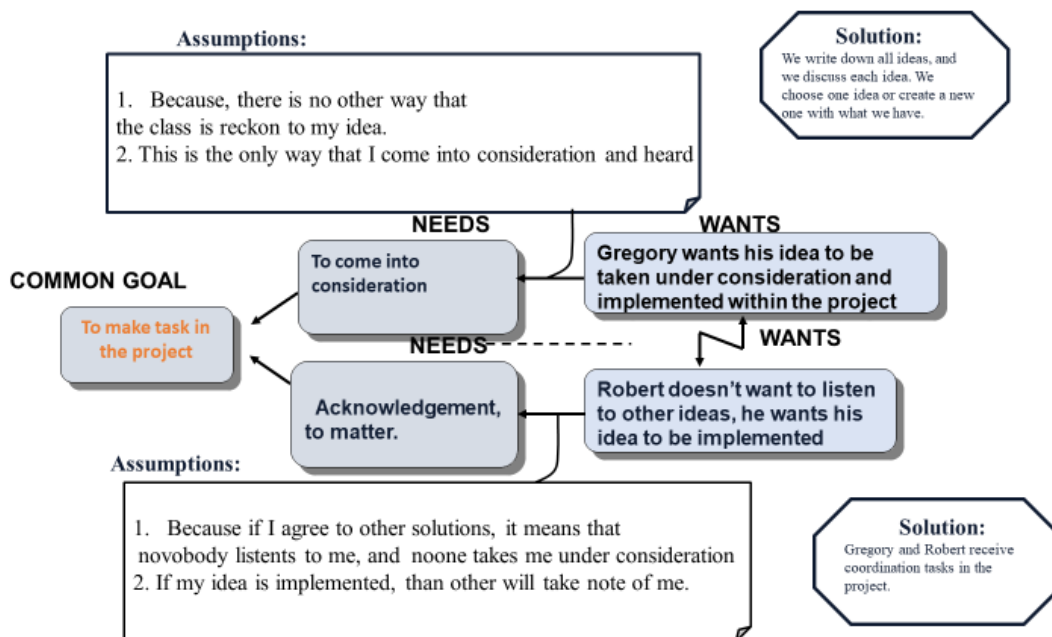 Assumptions:
1. Because, there is no other way that
the class is reckon to my idea.
2. This is the only way that I come into consideration and heard
Solution:
We write down all ideas, and
we discuss each idea. We
choose one idea or create a new
one with what we have.
NEEDS
WANTS
To come into
consideration
Gregory wants his idea to be
taken under consideration and
implemented within the project
COMMON GOAL
To make task in
the project
NEEDS
WANTS
Acknowledgement,
to matter.
Robert doesn't want to listen
to other ideas, he wants his
idea to be implemented
Assumptions:
1. Because if I agree to other solutions, it means that
novobody listents to me, and noone takes me under consideration
2. If my idea is implemented, than other will take note of me.
Solution:
Gregory and Robert receive
coordination tasks in the
project.